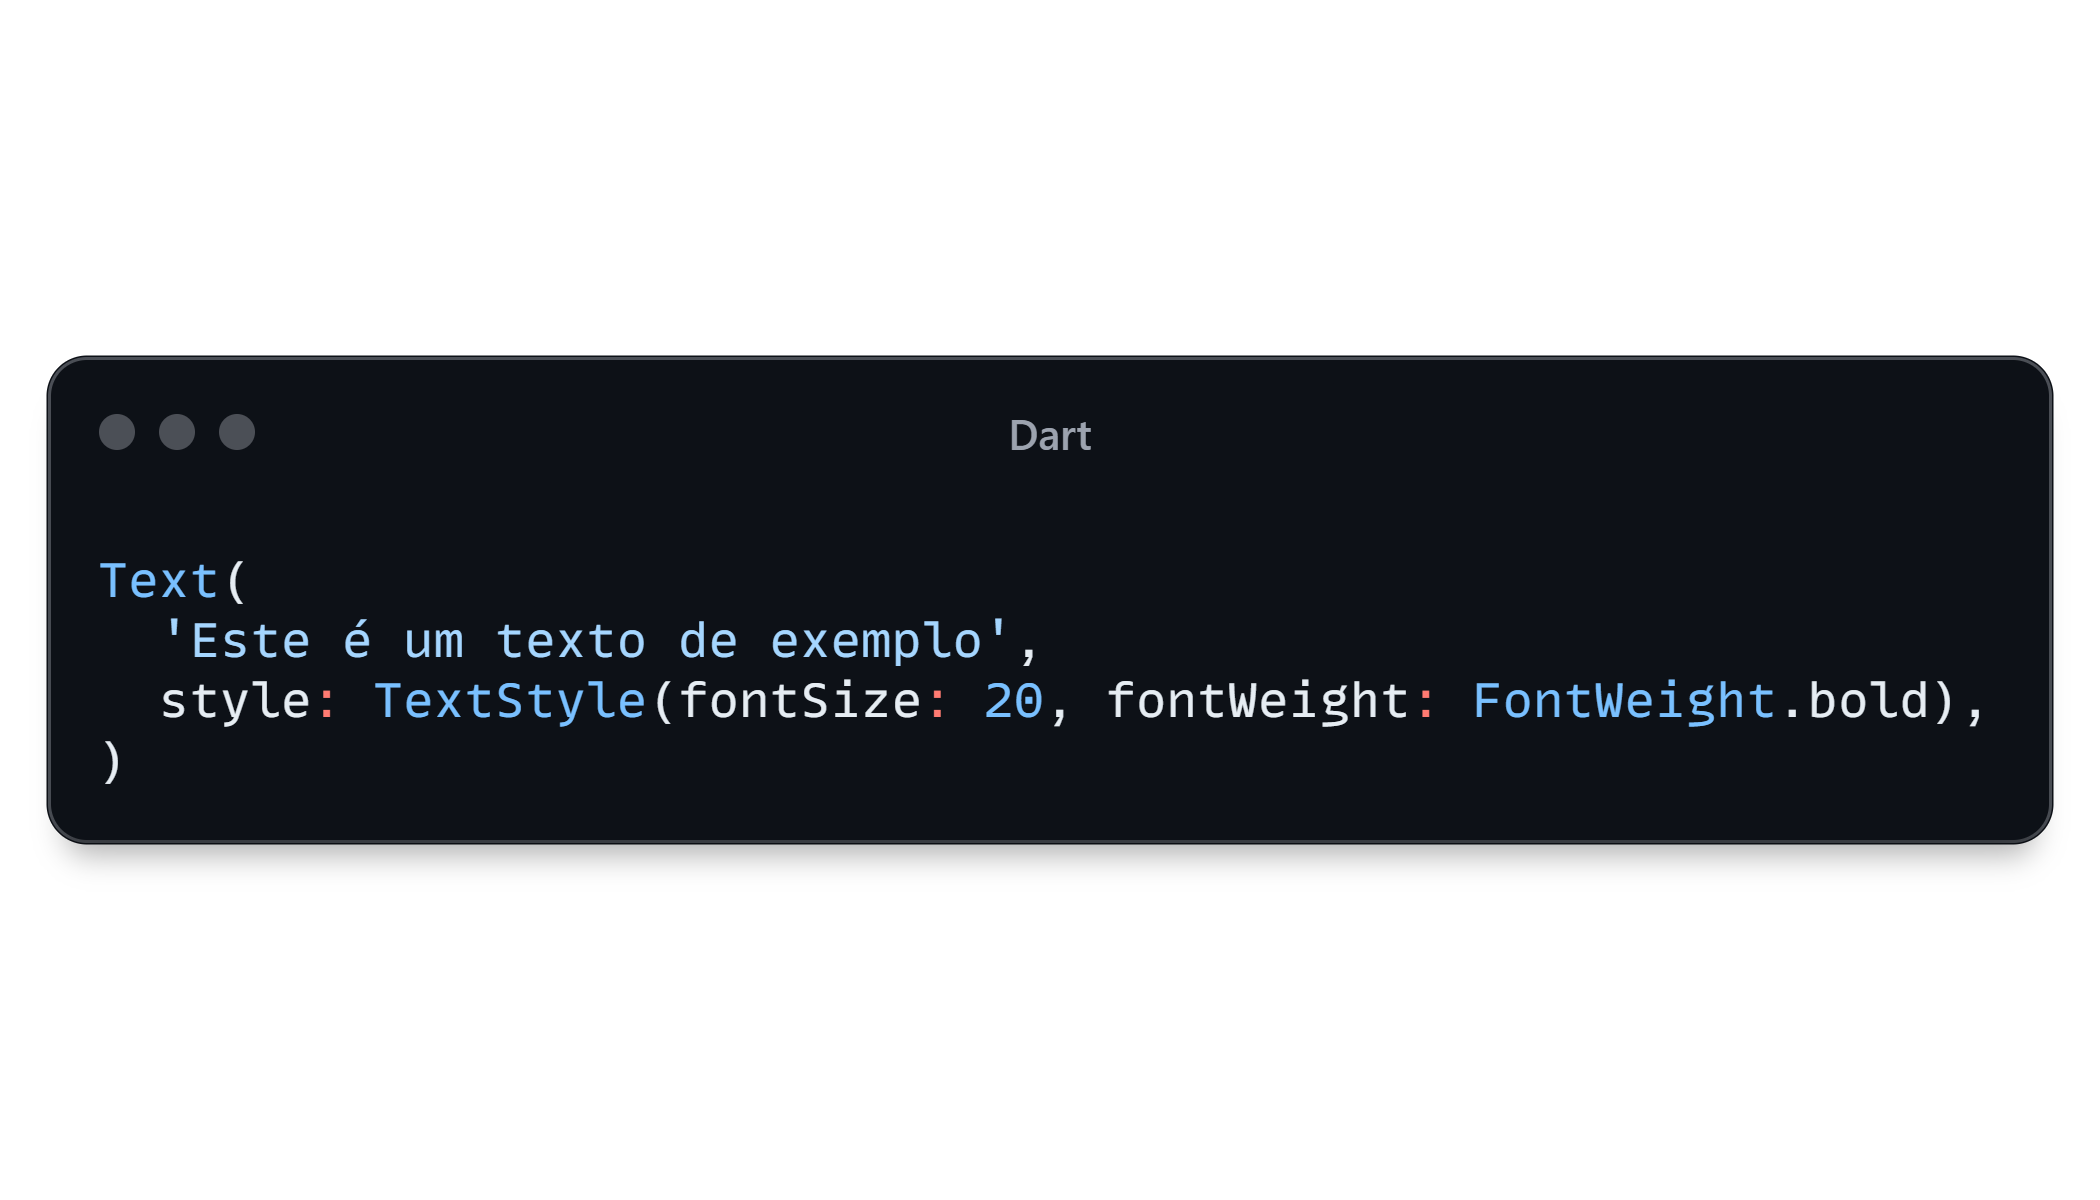 Dart
Text(
  'Este é um texto de exemplo',
  style: TextStyle(fontSize: 20, fontWeight: FontWeight.bold),
)